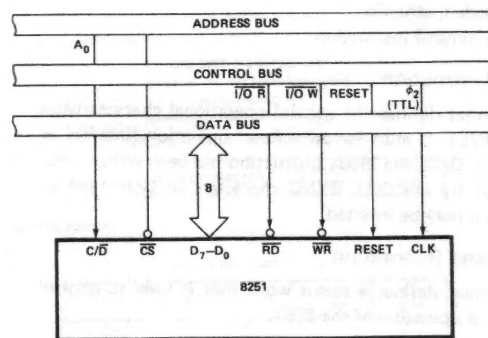 ADDRESS BUS
A₀
CONTROL BUS
I/O R I/O W RESET φ₂
(TTL)
DATA BUS
8
C/D CS D₇–D₀ RD WR RESET CLK
8251